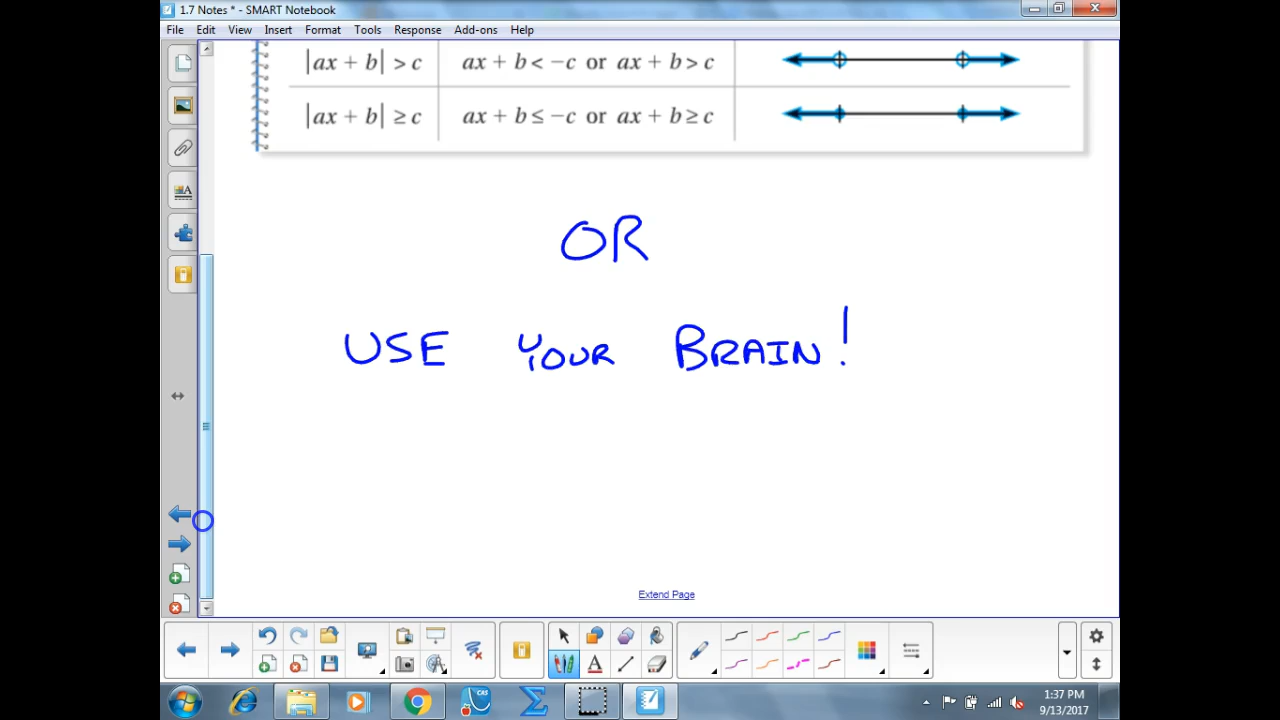 1.7 Notes * - SMART Notebook
File Edit View Insert Format Tools Response Add-ons Help
|ax + b| > c ax + b < −c or ax + b > c
|ax + b| ≥ c ax + b ≤ −c or ax + b ≥ c
OR
USE YOUR BRAIN!
Extend Page
1:37 PM
9/13/2017